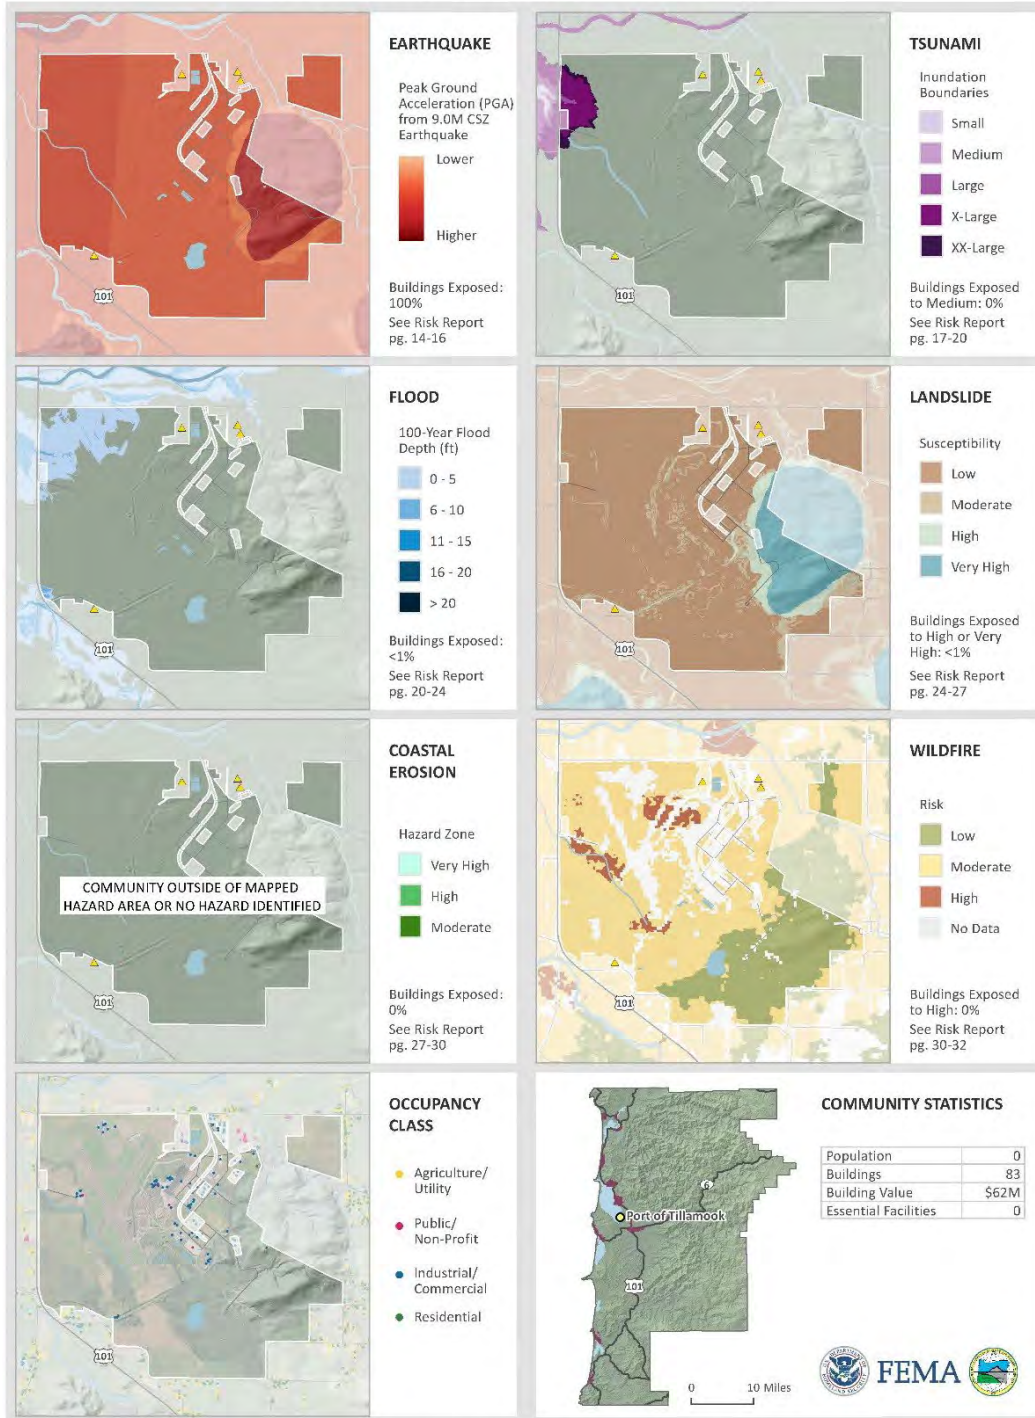 EARTHQUAKE
Peak Ground
Acceleration (PGA)
from 9.0M CSZ
Earthquake
Lower
Higher
Buildings Exposed:
100%
See Risk Report
pg. 14-16
101
TSUNAMI
Inundation
Boundaries
Small
Medium
Large
X-Large
XX-Large
Buildings Exposed
to Medium: 0%
See Risk Report
pg. 17-20
101
FLOOD
100-Year Flood
Depth (ft)
0 - 5
6 - 10
11 - 15
16 - 20
> 20
Buildings Exposed:
<1%
See Risk Report
pg. 20-24
101
LANDSLIDE
Susceptibility
Low
Moderate
High
Very High
Buildings Exposed
to High or Very
High: <1%
See Risk Report
pg. 24-27
101
COASTAL
EROSION
Hazard Zone
Very High
High
Moderate
COMMUNITY OUTSIDE OF MAPPED
HAZARD AREA OR NO HAZARD IDENTIFIED
Buildings Exposed:
0%
See Risk Report
pg. 27-30
101
WILDFIRE
Risk
Low
Moderate
High
No Data
Buildings Exposed
to High: 0%
See Risk Report
pg. 30-32
101
OCCUPANCY
CLASS
Agriculture/
Utility
Public/
Non-Profit
Industrial/
Commercial
Residential
101
COMMUNITY STATISTICS
Population 0
Buildings 83
Building Value $62M
Essential Facilities 0
6
Port of Tillamook
101
0 10 Miles
FEMA